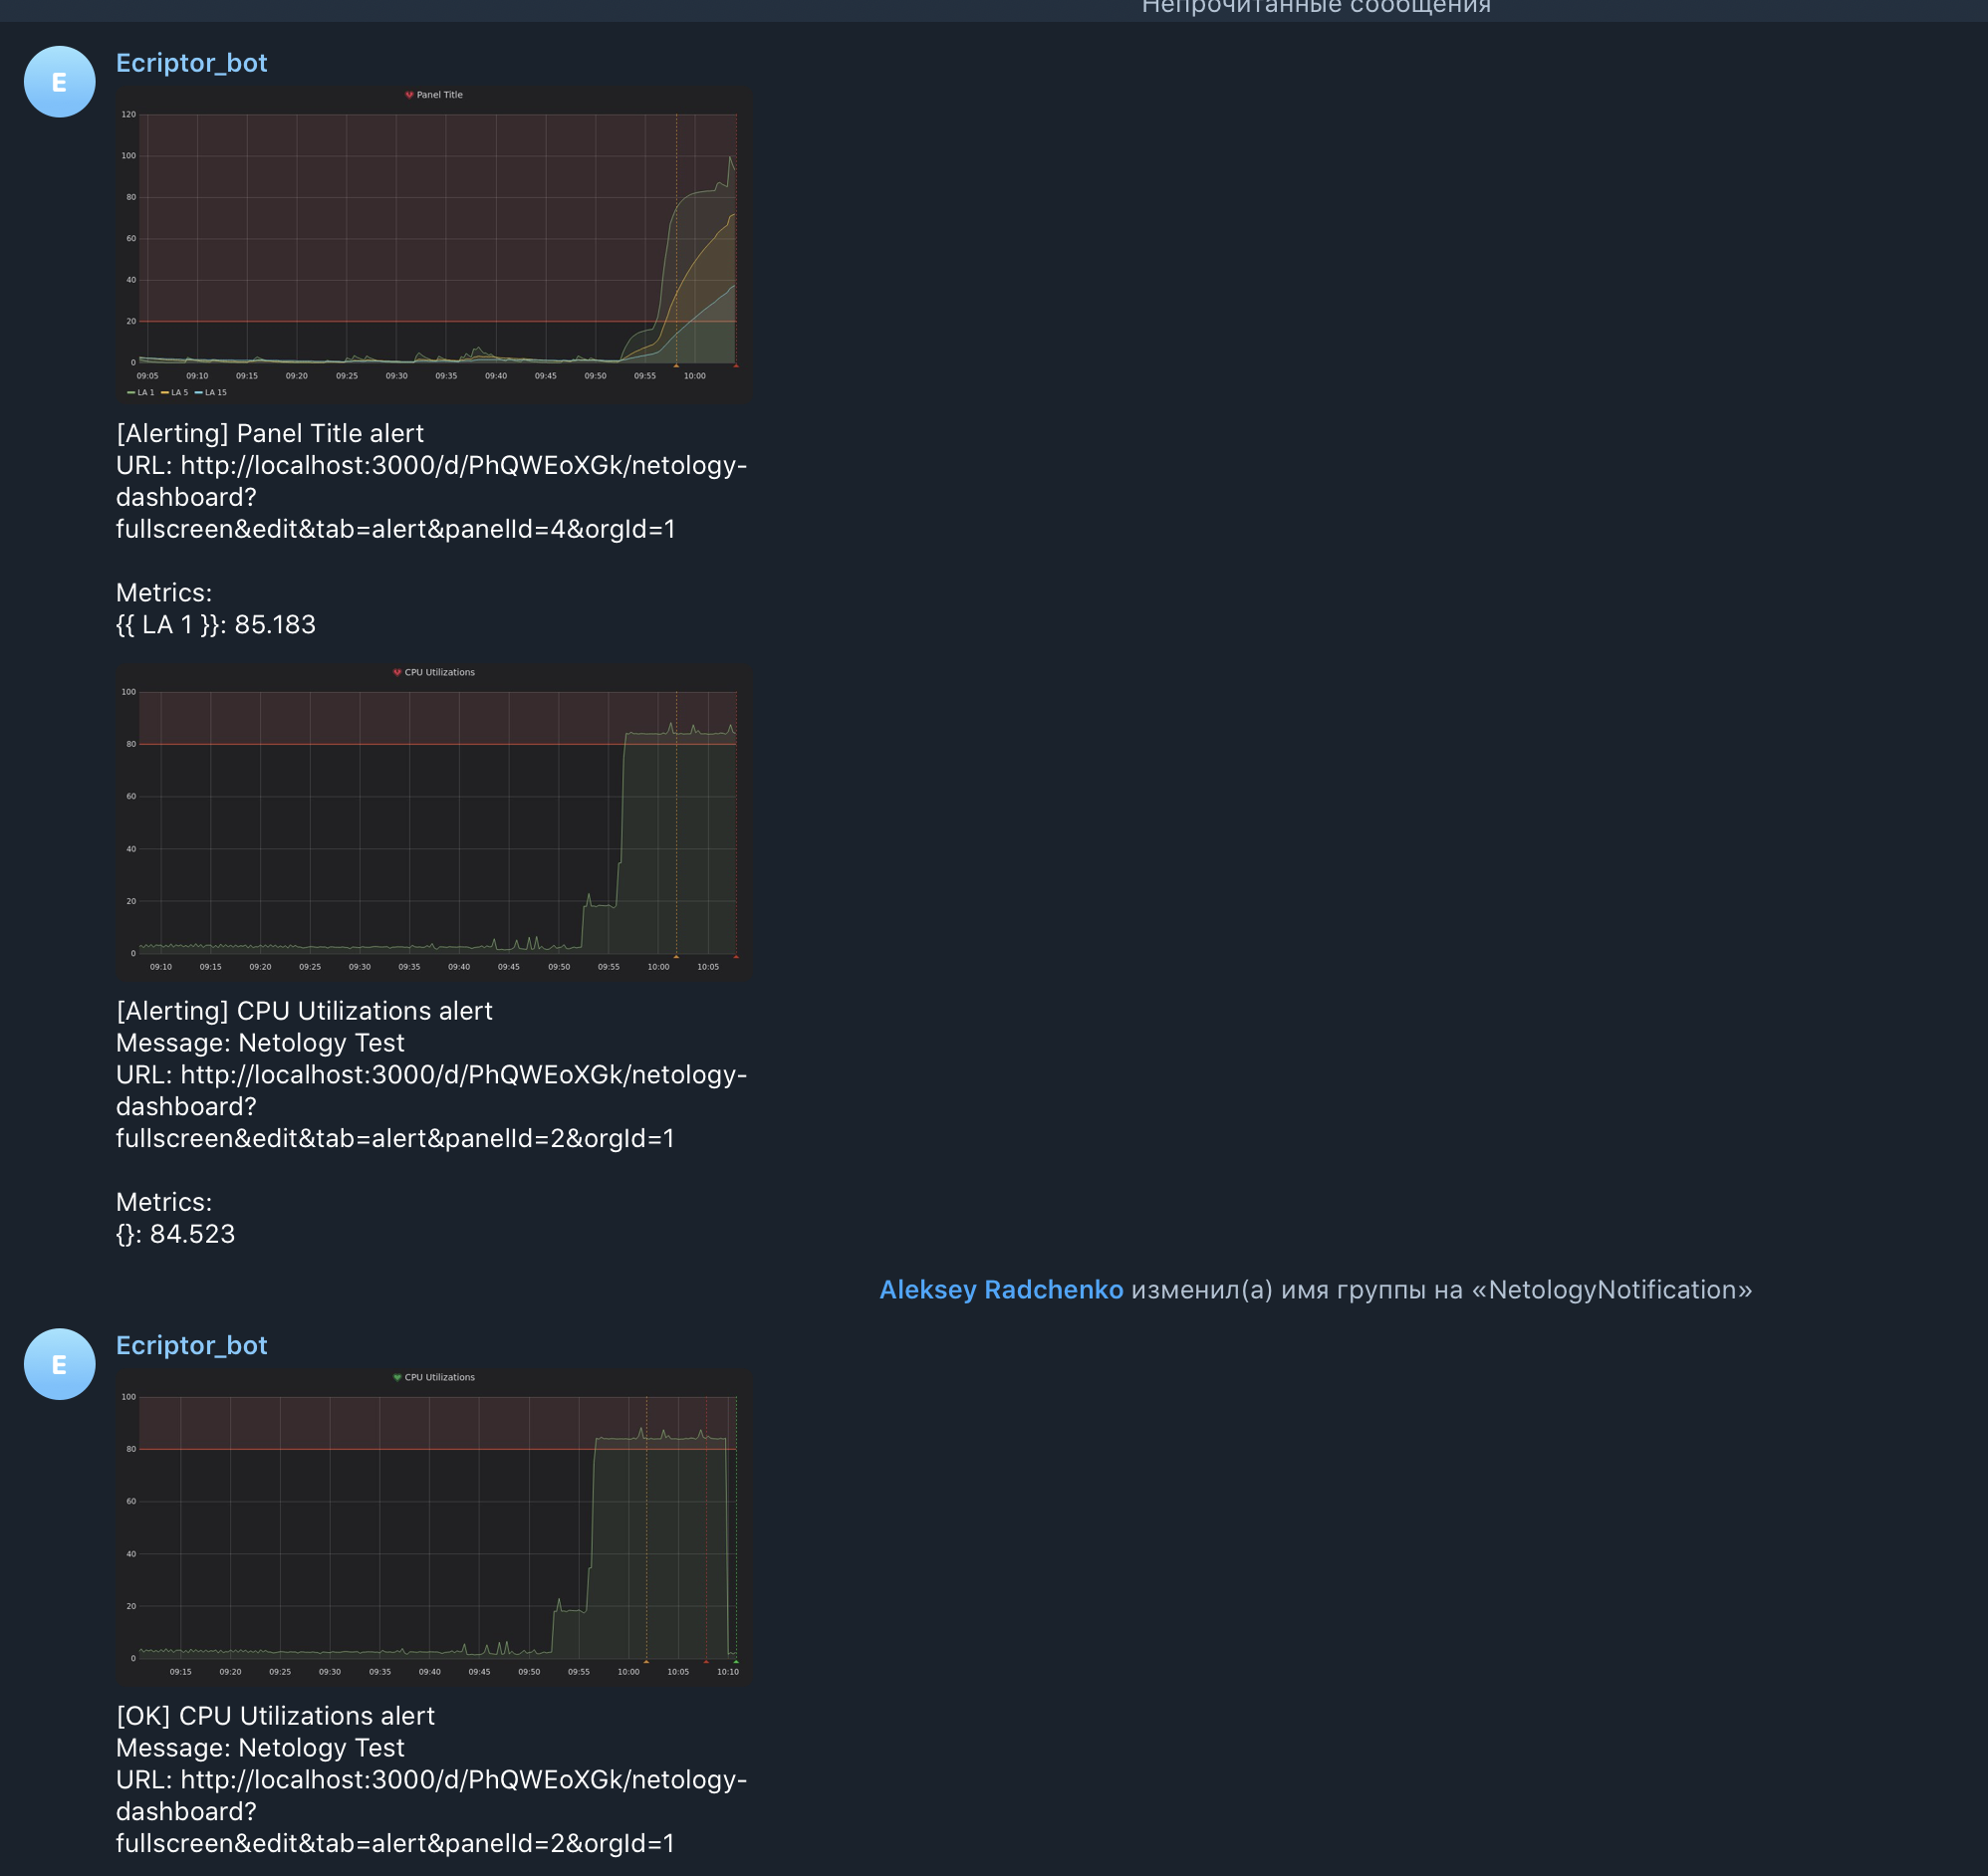 Непрочитанные сообщения
E
Ecriptor_bot
Panel Title
120
100
80
60
40
20
0
09:05 09:10 09:15 09:20 09:25 09:30 09:35 09:40 09:45 09:50 09:55 10:00
LA 1 LA 5 LA 15
[Alerting] Panel Title alert
URL: http://localhost:3000/d/PhQWEoXGk/netology-
dashboard?
fullscreen&edit&tab=alert&panelId=4&orgId=1
Metrics:
{{ LA 1 }}: 85.183
CPU Utilizations
100
80
60
40
20
0
09:10 09:15 09:20 09:25 09:30 09:35 09:40 09:45 09:50 09:55 10:00 10:05
[Alerting] CPU Utilizations alert
Message: Netology Test
URL: http://localhost:3000/d/PhQWEoXGk/netology-
dashboard?
fullscreen&edit&tab=alert&panelId=2&orgId=1
Metrics:
{}: 84.523
Aleksey Radchenko изменил(а) имя группы на «NetologyNotification»
E
Ecriptor_bot
CPU Utilizations
100
80
60
40
20
0
09:15 09:20 09:25 09:30 09:35 09:40 09:45 09:50 09:55 10:00 10:05 10:10
[OK] CPU Utilizations alert
Message: Netology Test
URL: http://localhost:3000/d/PhQWEoXGk/netology-
dashboard?
fullscreen&edit&tab=alert&panelId=2&orgId=1